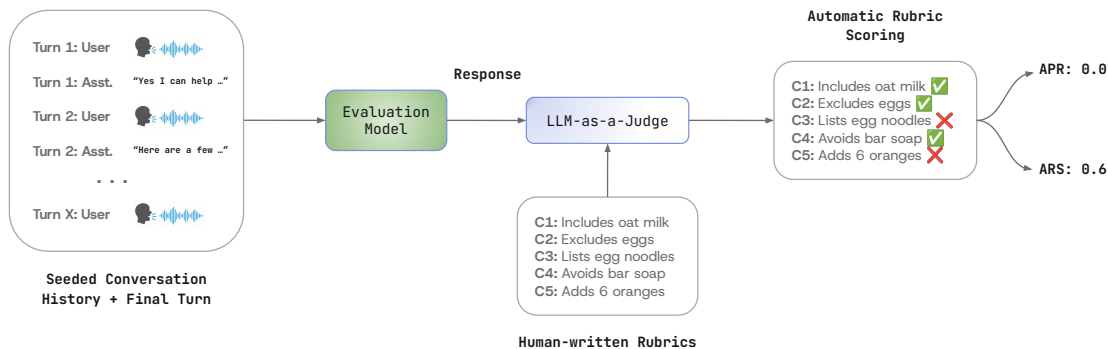 Turn 1: User
Turn 1: Asst.
“Yes I can help …”
Turn 2: User
Turn 2: Asst.
“Here are a few …”
...
Turn X: User
Seeded Conversation
History + Final Turn
Evaluation
Model
Response
LLM-as-a-Judge
C1: Includes oat milk
C2: Excludes eggs
C3: Lists egg noodles
C4: Avoids bar soap
C5: Adds 6 oranges
Human-written Rubrics
Automatic Rubric
Scoring
C1: Includes oat milk ✅
C2: Excludes eggs ✅
C3: Lists egg noodles ❌
C4: Avoids bar soap ✅
C5: Adds 6 oranges ❌
APR: 0.0
ARS: 0.6